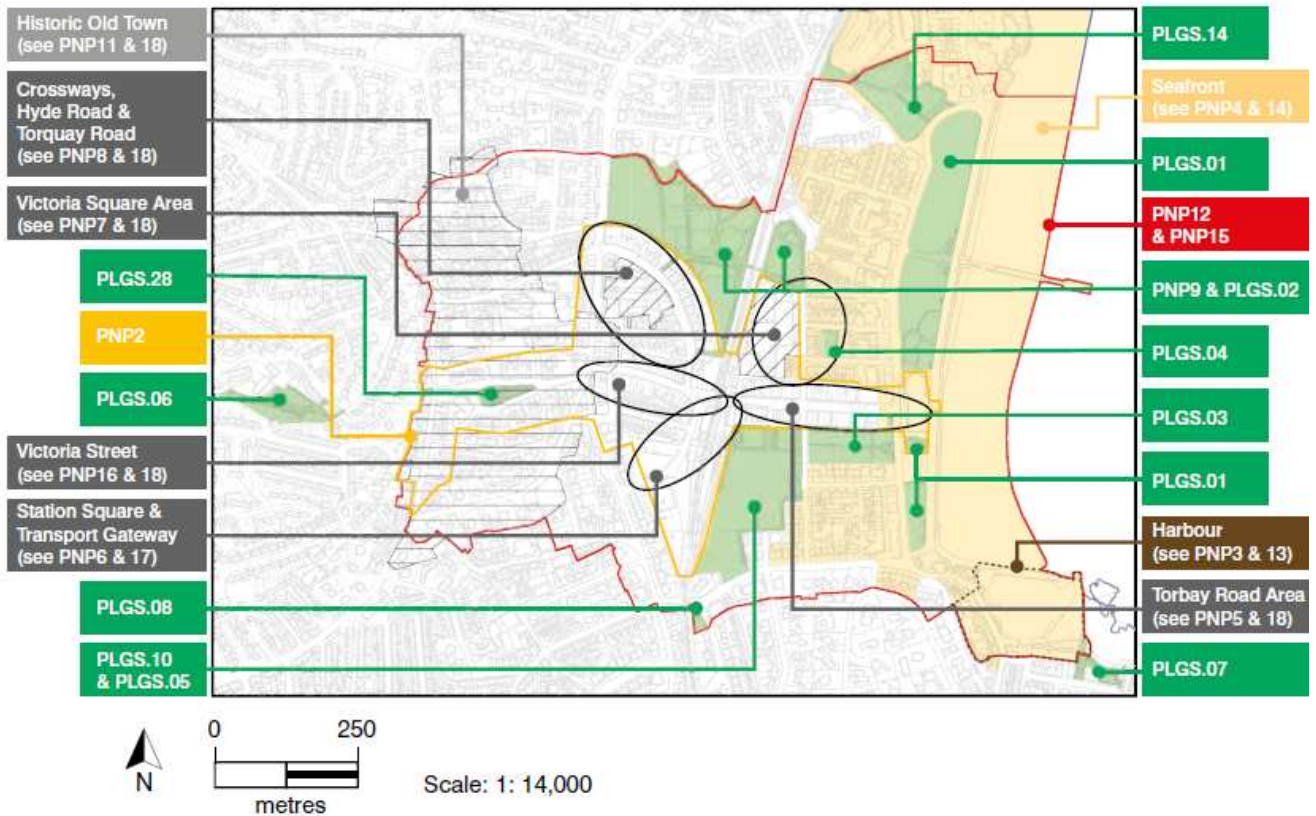 Historic Old Town
(see PNP11 & 18)
Crossways,
Hyde Road &
Torquay Road
(see PNP8 & 18)
Victoria Square Area
(see PNP7 & 18)
PLGS.28
PNP2
PLGS.06
Victoria Street
(see PNP16 & 18)
Station Square &
Transport Gateway
(see PNP6 & 17)
PLGS.08
PLGS.10
& PLGS.05
PLGS.14
Seafront
(see PNP4 & 14)
PLGS.01
PNP12
& PNP15
PNP9 & PLGS.02
PLGS.04
PLGS.03
PLGS.01
Harbour
(see PNP3 & 13)
Torbay Road Area
(see PNP5 & 18)
PLGS.07
N
0 250
metres
Scale: 1: 14,000